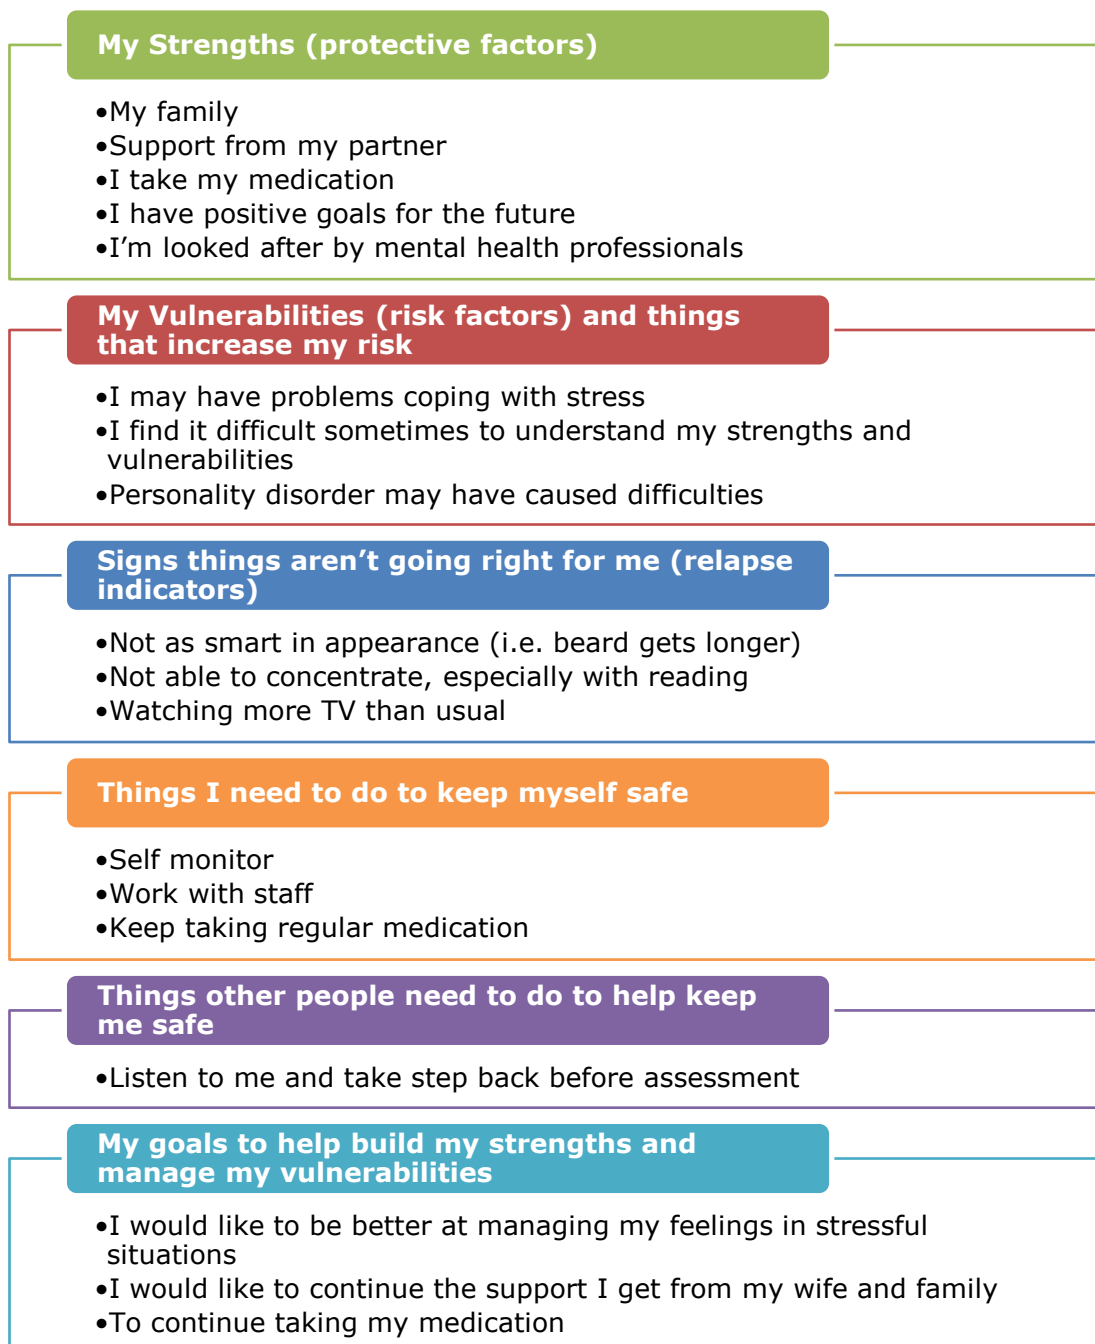 My Strengths (protective factors)
•My family
•Support from my partner
•I take my medication
•I have positive goals for the future
•I’m looked after by mental health professionals
My Vulnerabilities (risk factors) and things
that increase my risk
•I may have problems coping with stress
•I find it difficult sometimes to understand my strengths and
vulnerabilities
•Personality disorder may have caused difficulties
Signs things aren’t going right for me (relapse
indicators)
•Not as smart in appearance (i.e. beard gets longer)
•Not able to concentrate, especially with reading
•Watching more TV than usual
Things I need to do to keep myself safe
•Self monitor
•Work with staff
•Keep taking regular medication
Things other people need to do to help keep
me safe
•Listen to me and take step back before assessment
My goals to help build my strengths and
manage my vulnerabilities
•I would like to be better at managing my feelings in stressful
situations
•I would like to continue the support I get from my wife and family
•To continue taking my medication